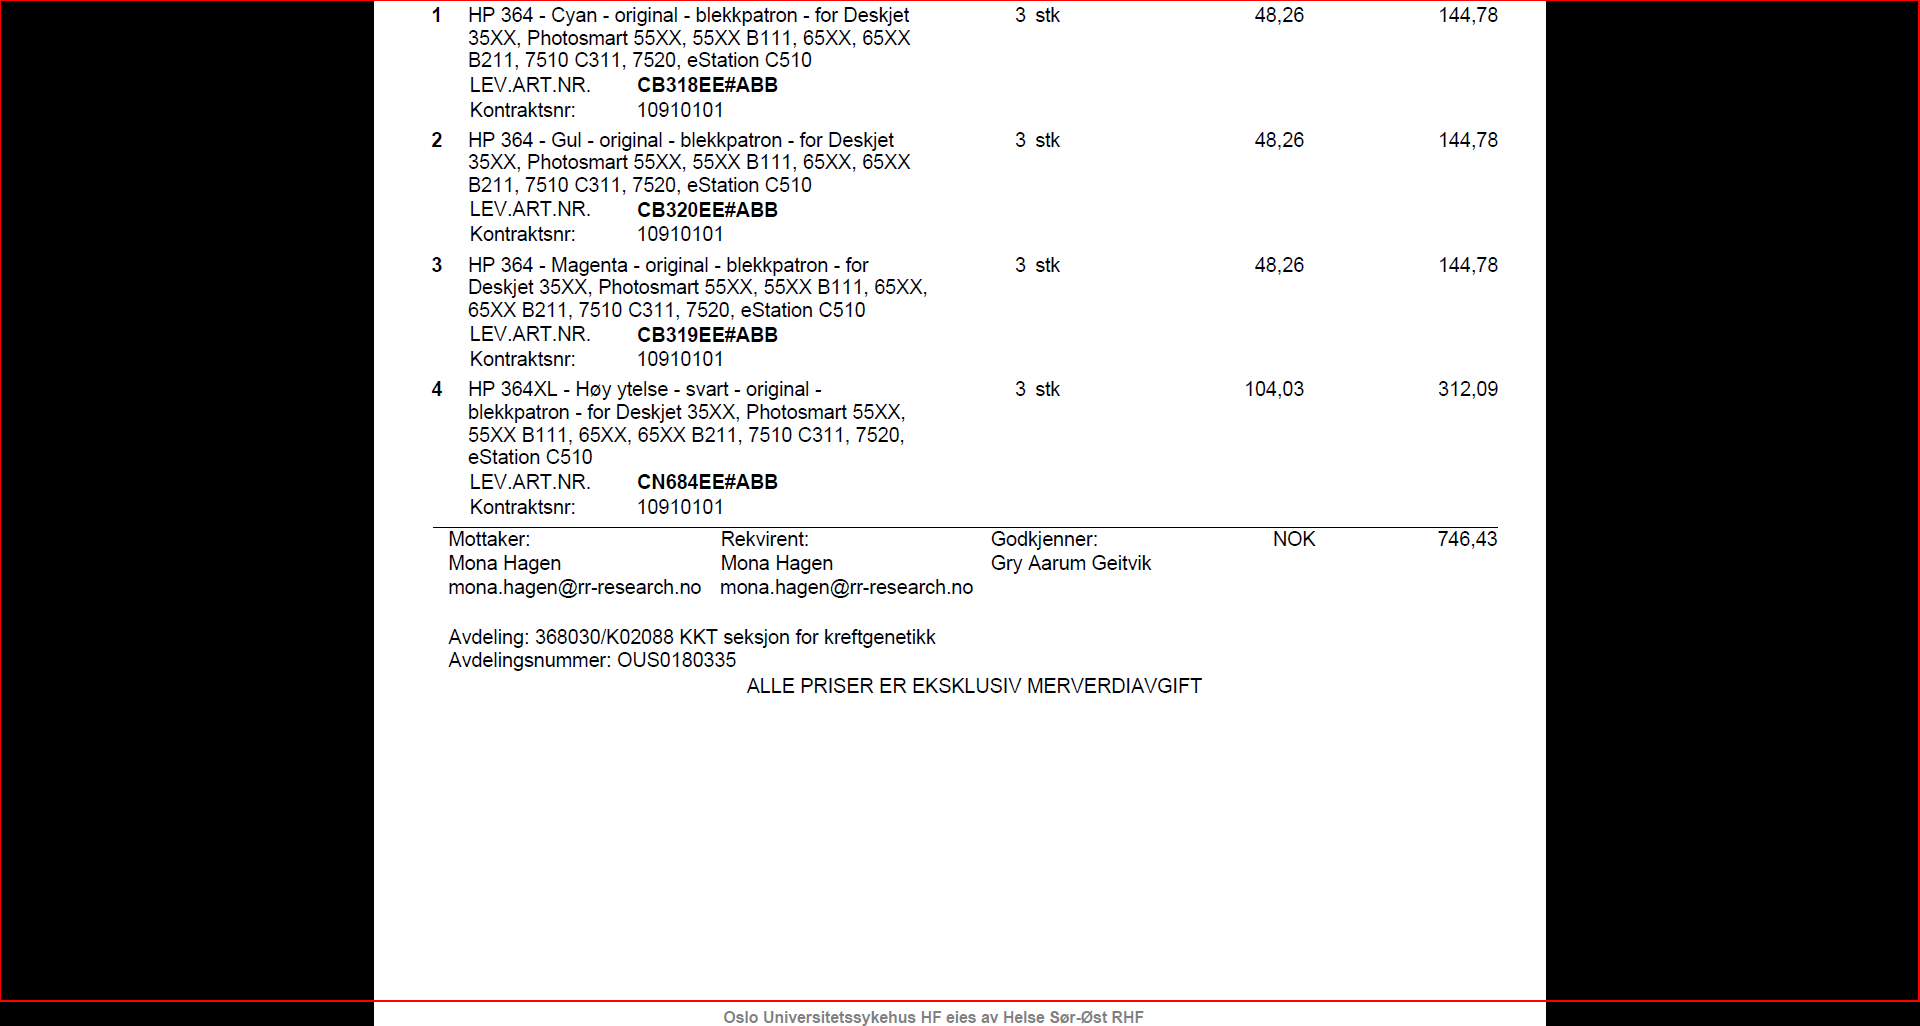 1 HP 364 - Cyan - original - blekkpatron - for Deskjet 3 stk 48,26 144,78
35XX, Photosmart 55XX, 55XX B111, 65XX, 65XX
B211, 7510 C311, 7520, eStation C510
LEV.ART.NR. CB318EE#ABB
Kontraktsnr: 10910101
2 HP 364 - Gul - original - blekkpatron - for Deskjet 3 stk 48,26 144,78
35XX, Photosmart 55XX, 55XX B111, 65XX, 65XX
B211, 7510 C311, 7520, eStation C510
LEV.ART.NR. CB320EE#ABB
Kontraktsnr: 10910101
3 HP 364 - Magenta - original - blekkpatron - for 3 stk 48,26 144,78
Deskjet 35XX, Photosmart 55XX, 55XX B111, 65XX,
65XX B211, 7510 C311, 7520, eStation C510
LEV.ART.NR. CB319EE#ABB
Kontraktsnr: 10910101
4 HP 364XL - Høy ytelse - svart - original - 3 stk 104,03 312,09
blekkpatron - for Deskjet 35XX, Photosmart 55XX,
55XX B111, 65XX, 65XX B211, 7510 C311, 7520,
eStation C510
LEV.ART.NR. CN684EE#ABB
Kontraktsnr: 10910101
Mottaker: Rekvirent: Godkjenner: NOK 746,43
Mona Hagen Mona Hagen Gry Aarum Geitvik
mona.hagen@rr-research.no mona.hagen@rr-research.no
Avdeling: 368030/K02088 KKT seksjon for kreftgenetikk
Avdelingsnummer: OUS0180335
ALLE PRISER ER EKSKLUSIV MERVERDIAVGIFT
Oslo Universitetssykehus HF eies av Helse Sør-Øst RHF